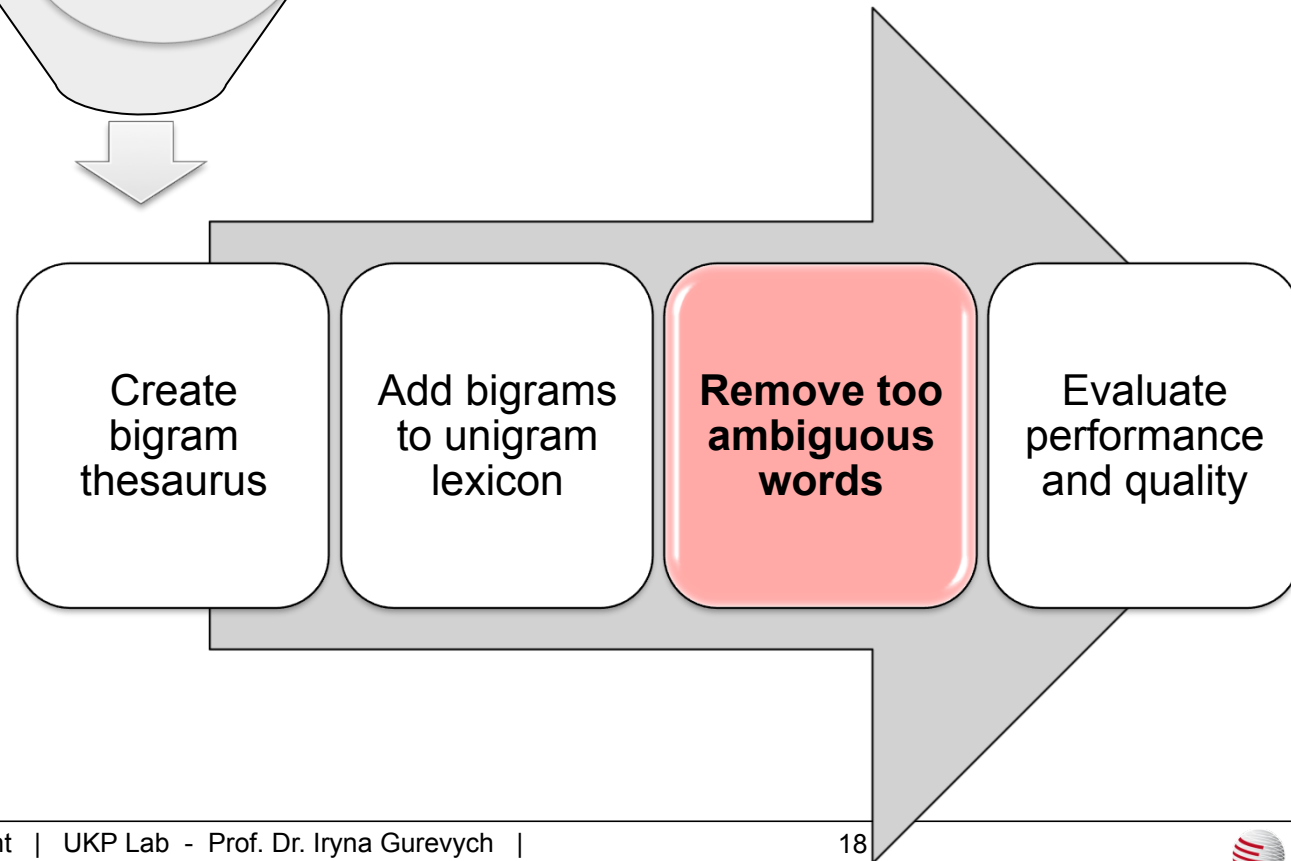 Create
bigram
thesaurus
Add bigrams
to unigram
lexicon
Remove too
ambiguous
words
Evaluate
performance
and quality
| UKP Lab - Prof. Dr. Iryna Gurevych |
18